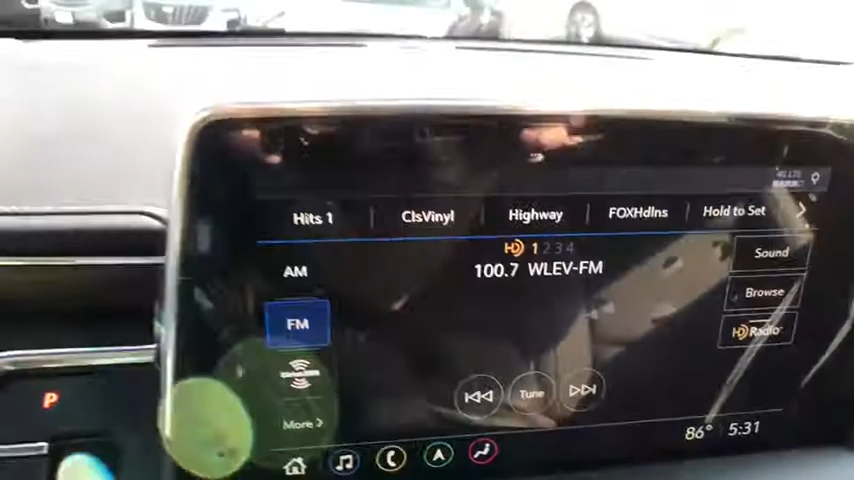 Hits 1 ClsVinyl Highway FOXHdlns Hold to Set
HD 1 2 3 4
AM
100.7 WLEV-FM
Sound
FM
Browse
HD Radio
Tune
More
86° 5:31
P